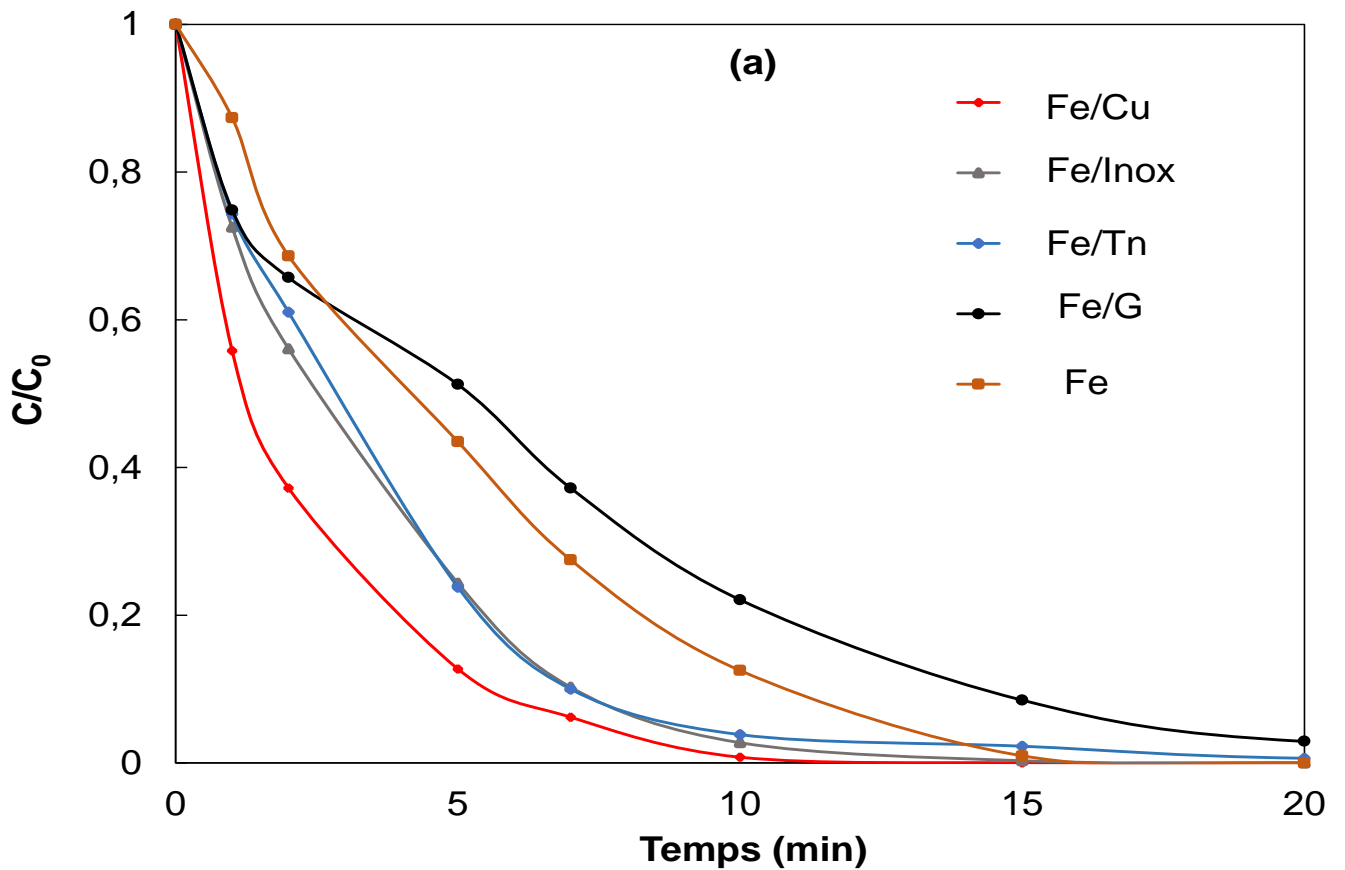 (a)
Fe/Cu
Fe/Inox
Fe/Tn
Fe/G
Fe
C/C₀
1
0,8
0,6
0,4
0,2
0
0 5 10 15 20
Temps (min)